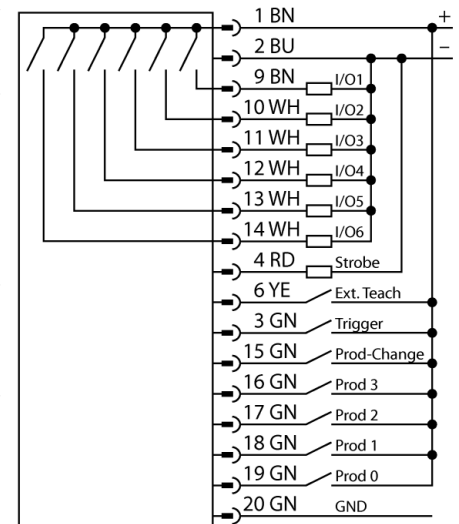 1 BN +
2 BU −
9 BN I/O1
10 WH I/O2
11 WH I/O3
12 WH I/O4
13 WH I/O5
14 WH I/O6
4 RD Strobe
6 YE Ext. Teach
3 GN Trigger
15 GN Prod-Change
16 GN Prod 3
17 GN Prod 2
18 GN Prod 1
19 GN Prod 0
20 GN GND